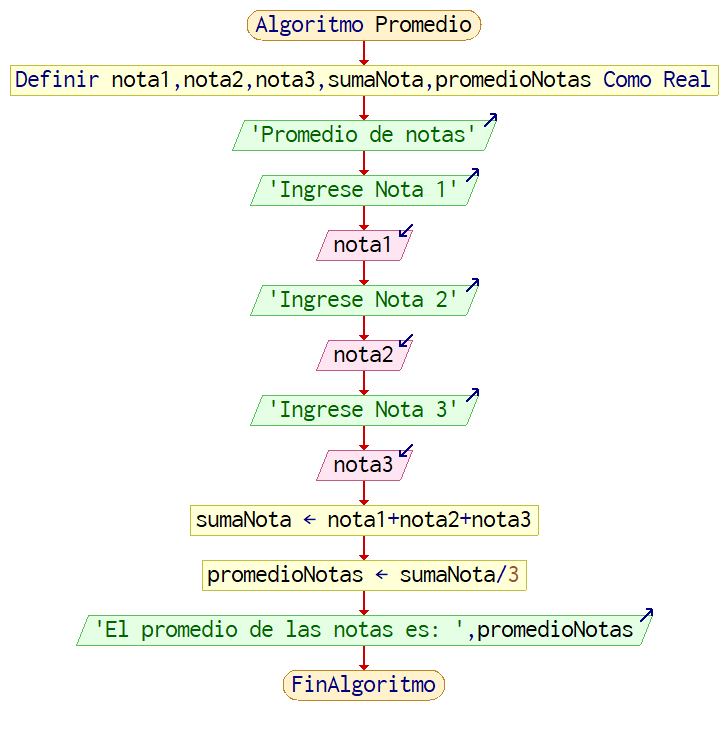 Algoritmo Promedio
Definir nota1,nota2,nota3,sumaNota,promedioNotas Como Real
'Promedio de notas'
'Ingrese Nota 1'
nota1
'Ingrese Nota 2'
nota2
'Ingrese Nota 3'
nota3
sumaNota ← nota1+nota2+nota3
promedioNotas ← sumaNota/3
'El promedio de las notas es: ',promedioNotas
FinAlgoritmo